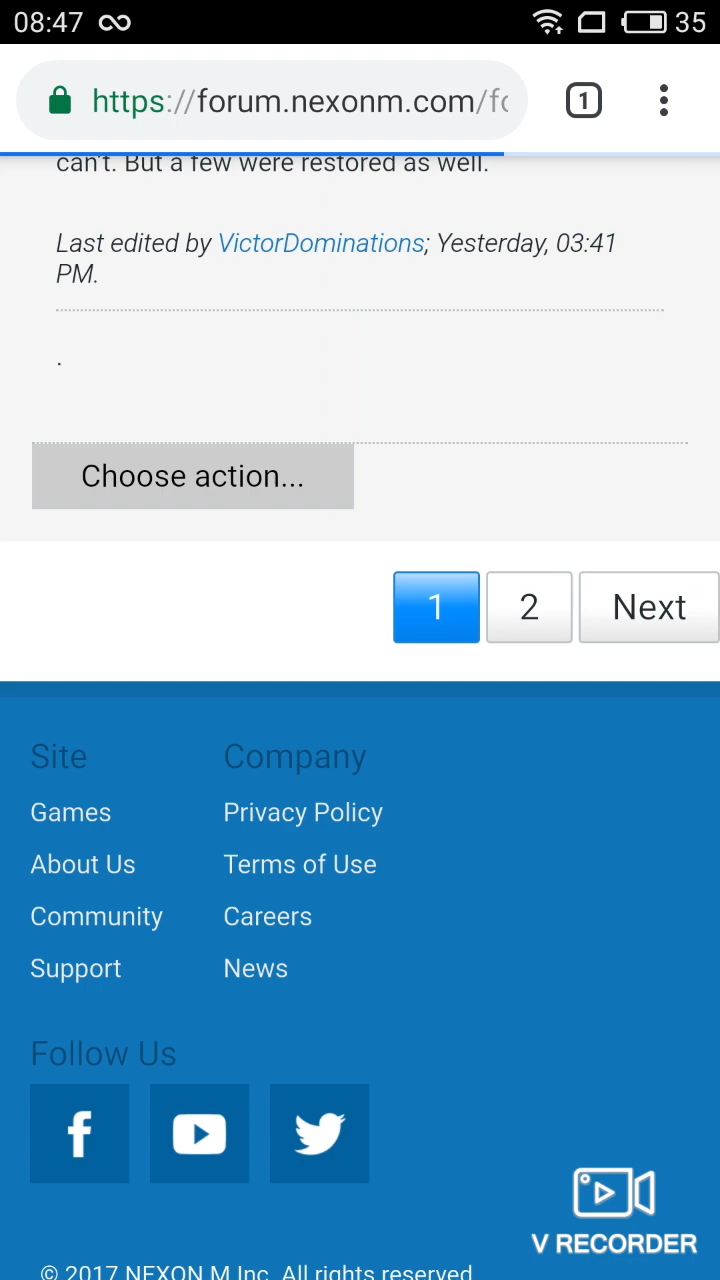 08:47 35
https://forum.nexonm.com/fo
1
can't. But a few were restored as well.
Last edited by VictorDominations; Yesterday, 03:41
PM.
.
Choose action...
1 2 Next
Site Company
Games Privacy Policy
About Us Terms of Use
Community Careers
Support News
Follow Us
V RECORDER
© 2017 NEXON M Inc. All rights reserved